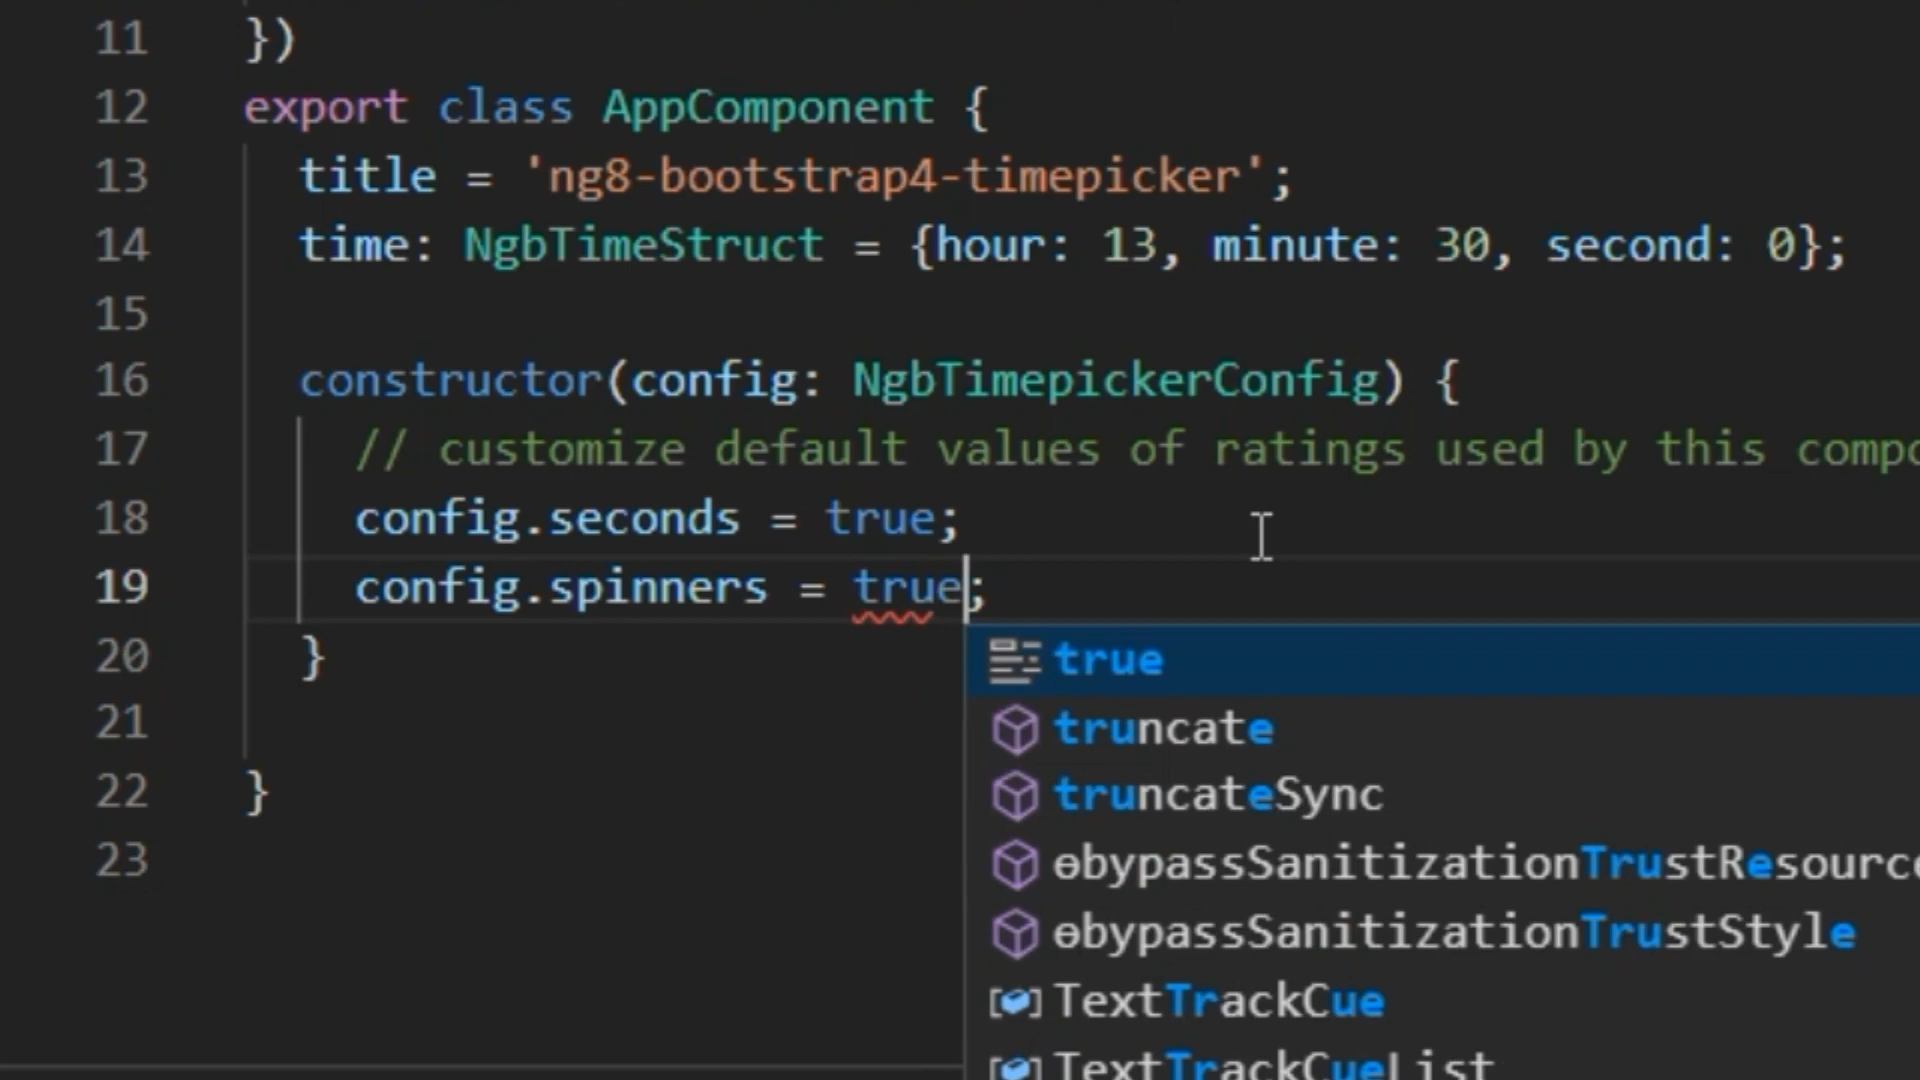 11 })
12 export class AppComponent {
13 title = 'ng8-bootstrap4-timepicker';
14 time: NgbTimeStruct = {hour: 13, minute: 30, second: 0};
15
16 constructor(config: NgbTimepickerConfig) {
17 // customize default values of ratings used by this compo
18 config.seconds = true;
19 config.spinners = true;
20 }
true
21
truncate
22 }
truncateSync
23
ɵbypassSanitizationTrustResource
ɵbypassSanitizationTrustStyle
TextTrackCue
TextTrackCueList